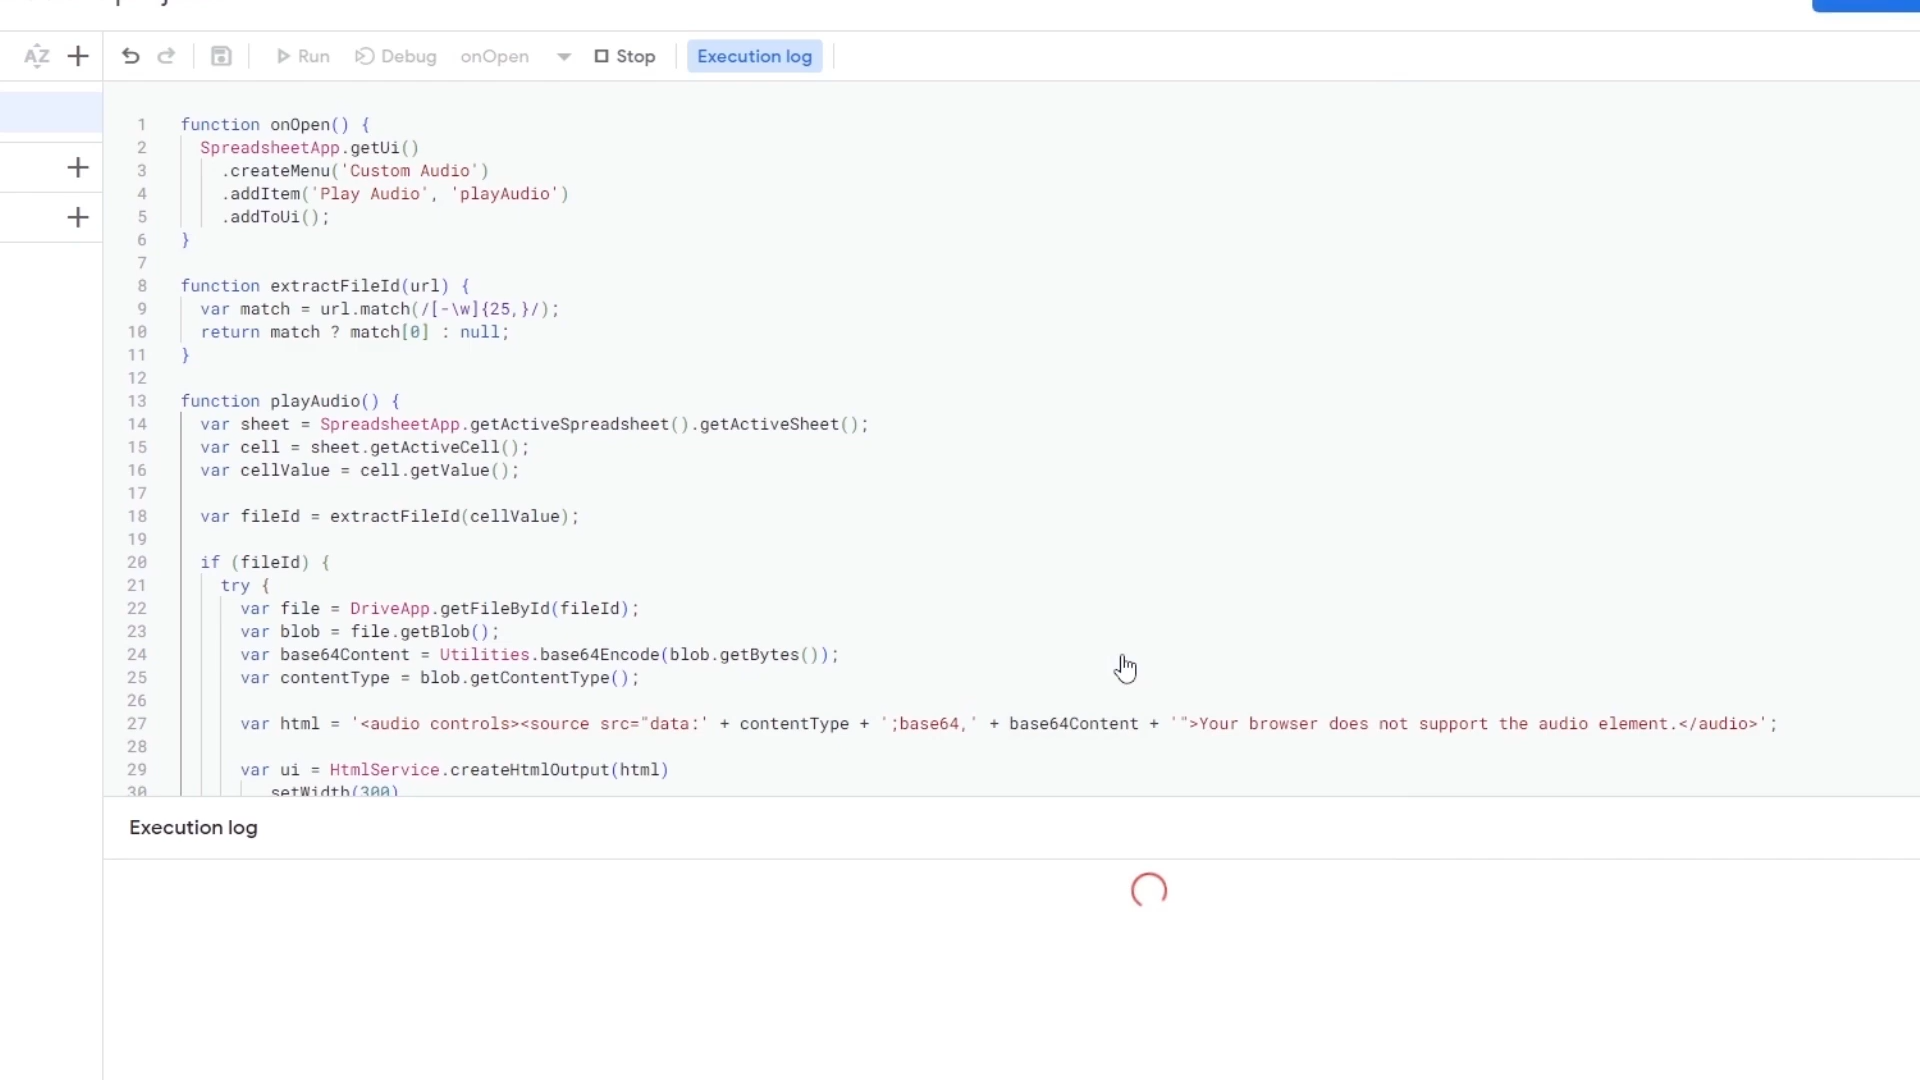 AZ
Run Debug onOpen Stop Execution log
1 function onOpen() {
2 SpreadsheetApp.getUi()
3 .createMenu('Custom Audio')
4 .addItem('Play Audio', 'playAudio')
5 .addToUi();
6 }
7
8 function extractFileId(url) {
9 var match = url.match(/[-\w]{25,}/);
10 return match ? match[0] : null;
11 }
12
13 function playAudio() {
14 var sheet = SpreadsheetApp.getActiveSpreadsheet().getActiveSheet();
15 var cell = sheet.getActiveCell();
16 var cellValue = cell.getValue();
17
18 var fileId = extractFileId(cellValue);
19
20 if (fileId) {
21 try {
22 var file = DriveApp.getFileById(fileId);
23 var blob = file.getBlob();
24 var base64Content = Utilities.base64Encode(blob.getBytes());
25 var contentType = blob.getContentType();
26
27 var html = '<audio controls><source src="data:' + contentType + ';base64,' + base64Content + '">Your browser does not support the audio element.</audio>';
28
29 var ui = HtmlService.createHtmlOutput(html)
30 .setWidth(300)
Execution log